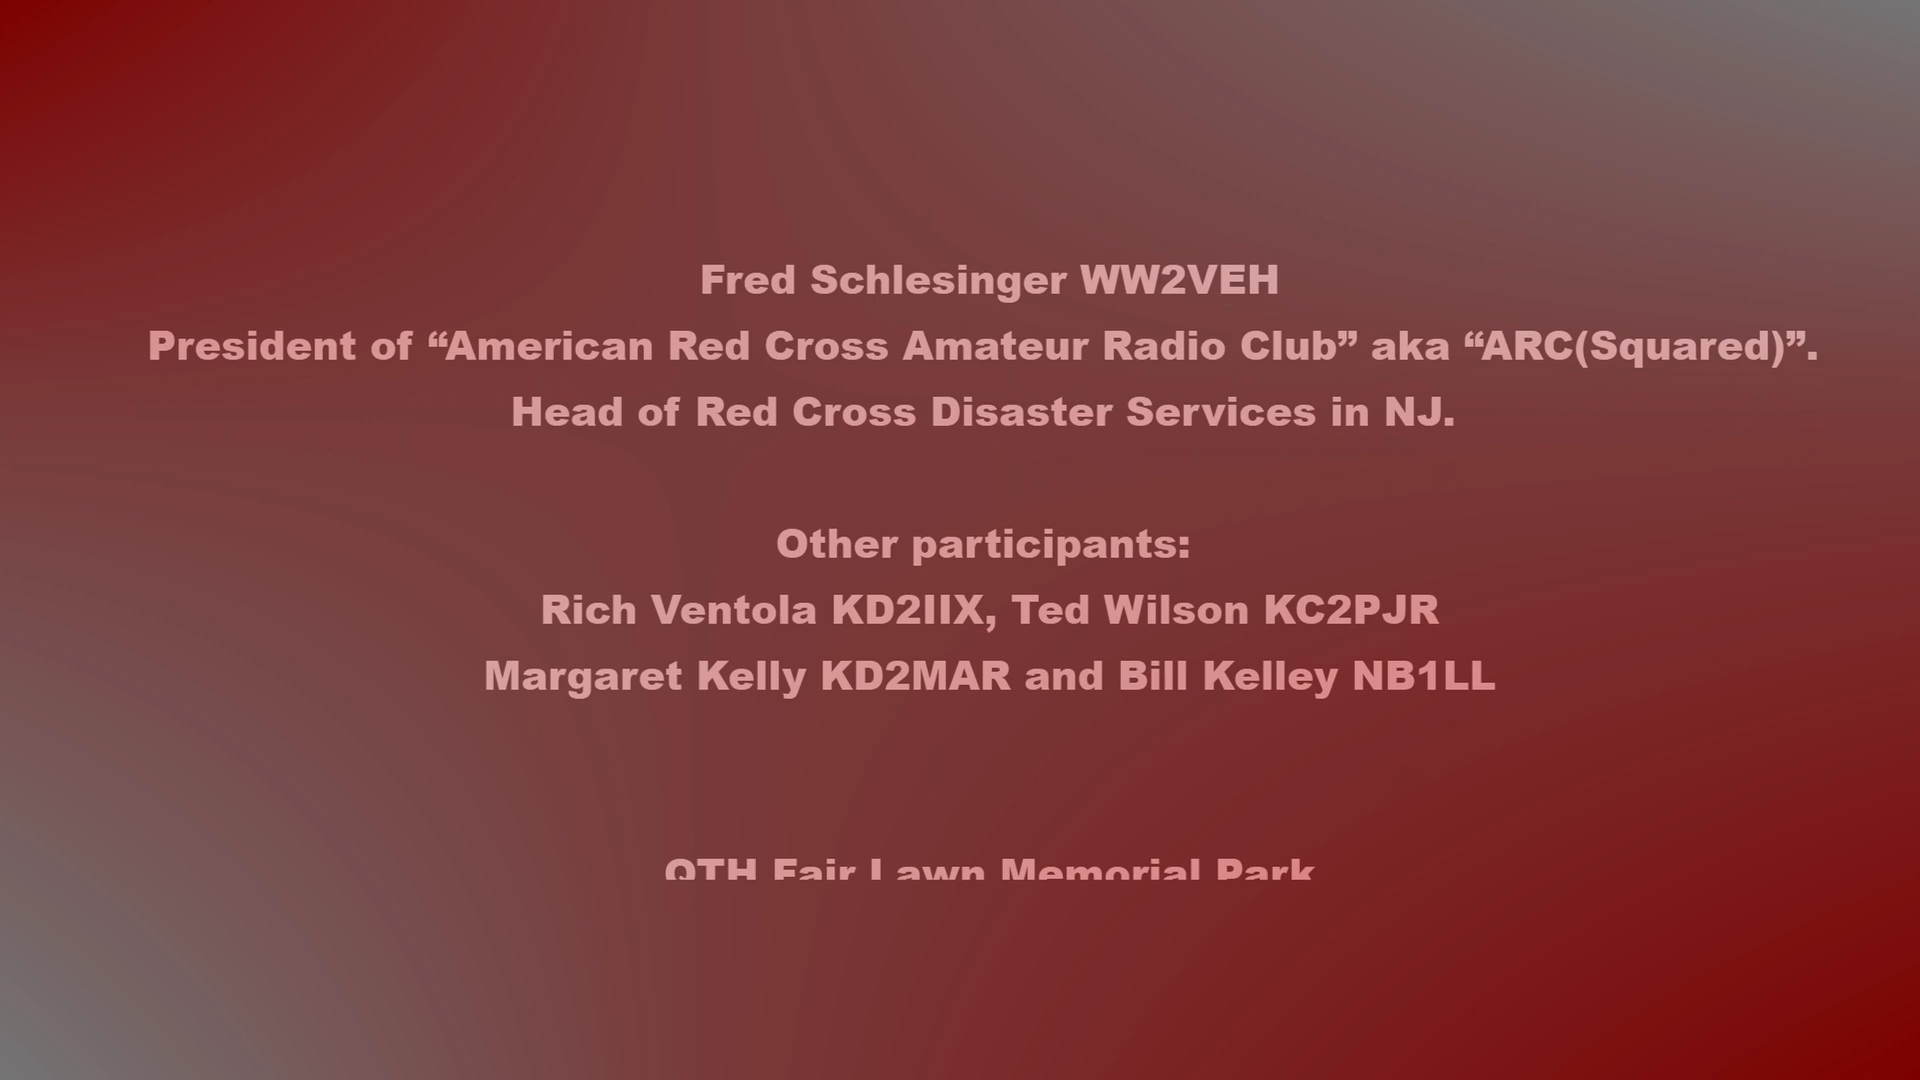 Fred Schlesinger WW2VEH
President of “American Red Cross Amateur Radio Club” aka “ARC(Squared)”.
Head of Red Cross Disaster Services in NJ.
Other participants:
Rich Ventola KD2IIX, Ted Wilson KC2PJR
Margaret Kelly KD2MAR and Bill Kelley NB1LL
QTH Fair Lawn Memorial Park